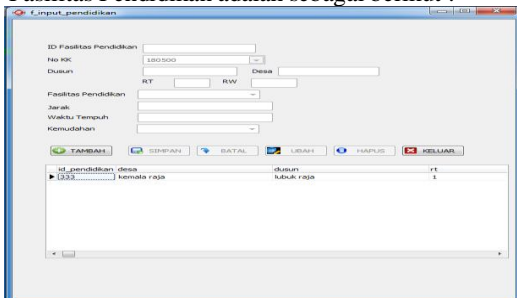 Fasilitas Pendidikan adalah sebagai berikut :
f_input_pendidikan
ID Fasilitas Pendidikan
No KK 180500
Dusun Desa
RT RW
Fasilitas Pendidikan
Jarak
Waktu Tempuh
Kemudahan
TAMBAH SIMPAN BATAL UBAH HAPUS KELUAR
id_pendidikan desa dusun rt
333 kemala raja lubuk raja 1